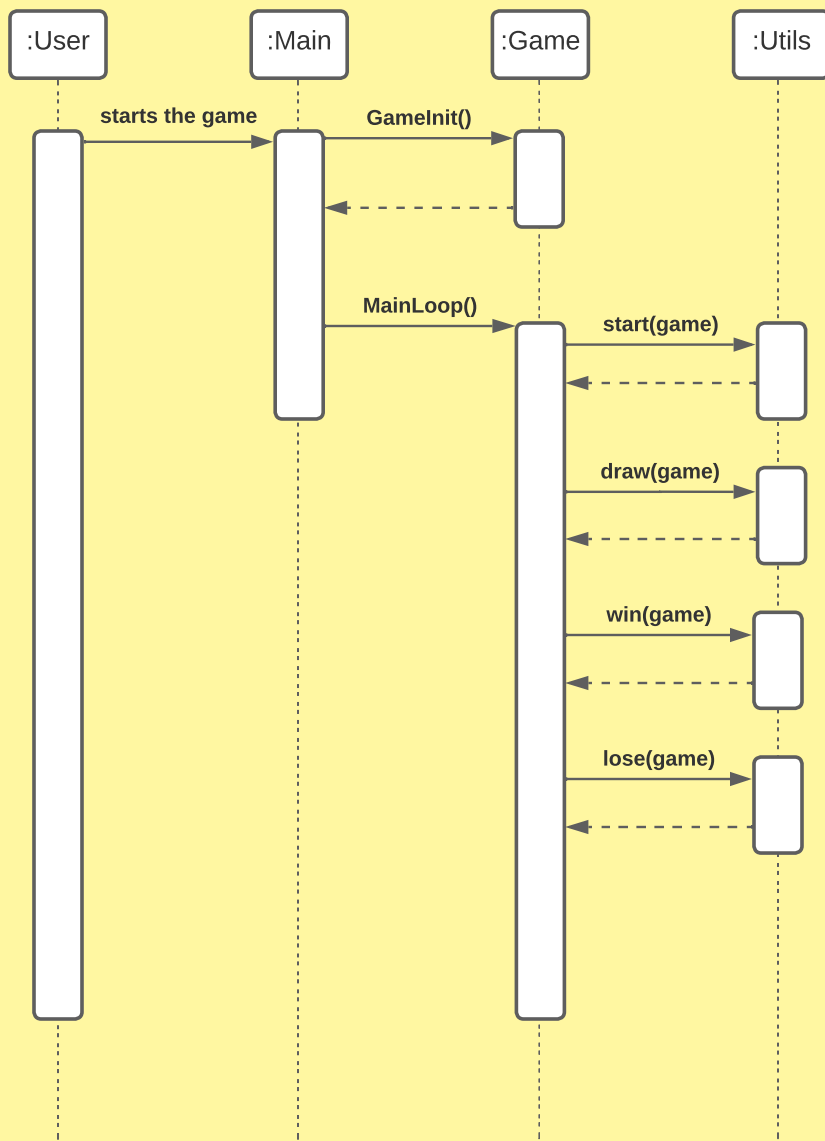 :User
:Main
:Game
:Utils
starts the game
GameInit()
MainLoop()
start(game)
draw(game)
win(game)
lose(game)